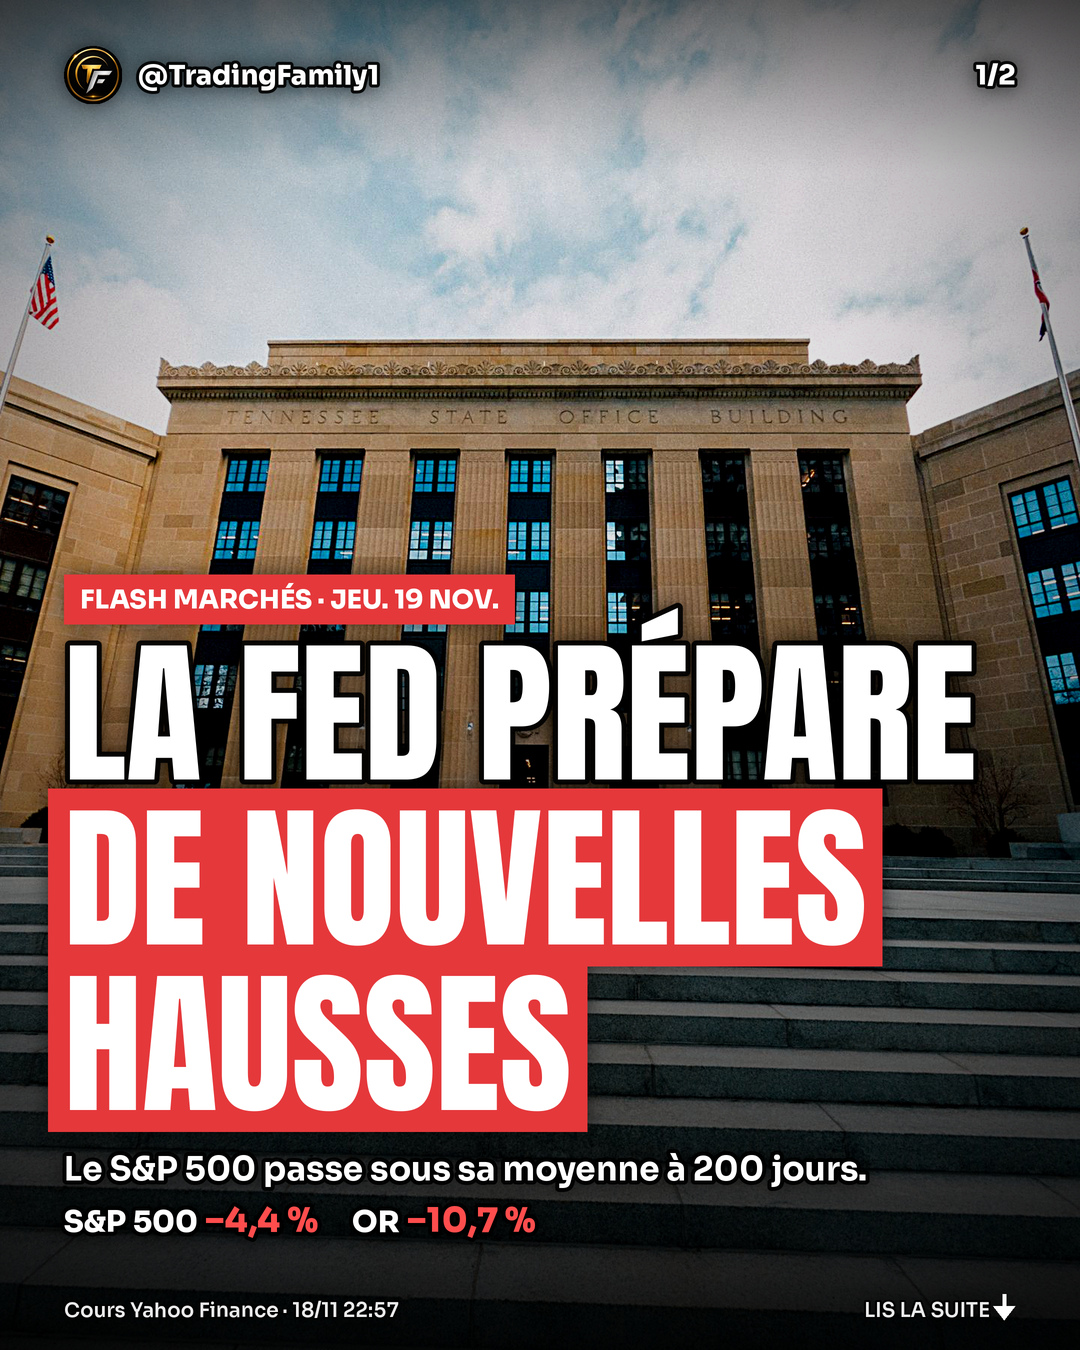 TF @TradingFamily1
1/2
TENNESSEE STATE OFFICE BUILDING
FLASH MARCHÉS · JEU. 19 NOV.
LA FED PRÉPARE
DE NOUVELLES
HAUSSES
Le S&P 500 passe sous sa moyenne à 200 jours.
S&P 500 −4,4 % OR −10,7 %
Cours Yahoo Finance · 18/11 22:57
LIS LA SUITE